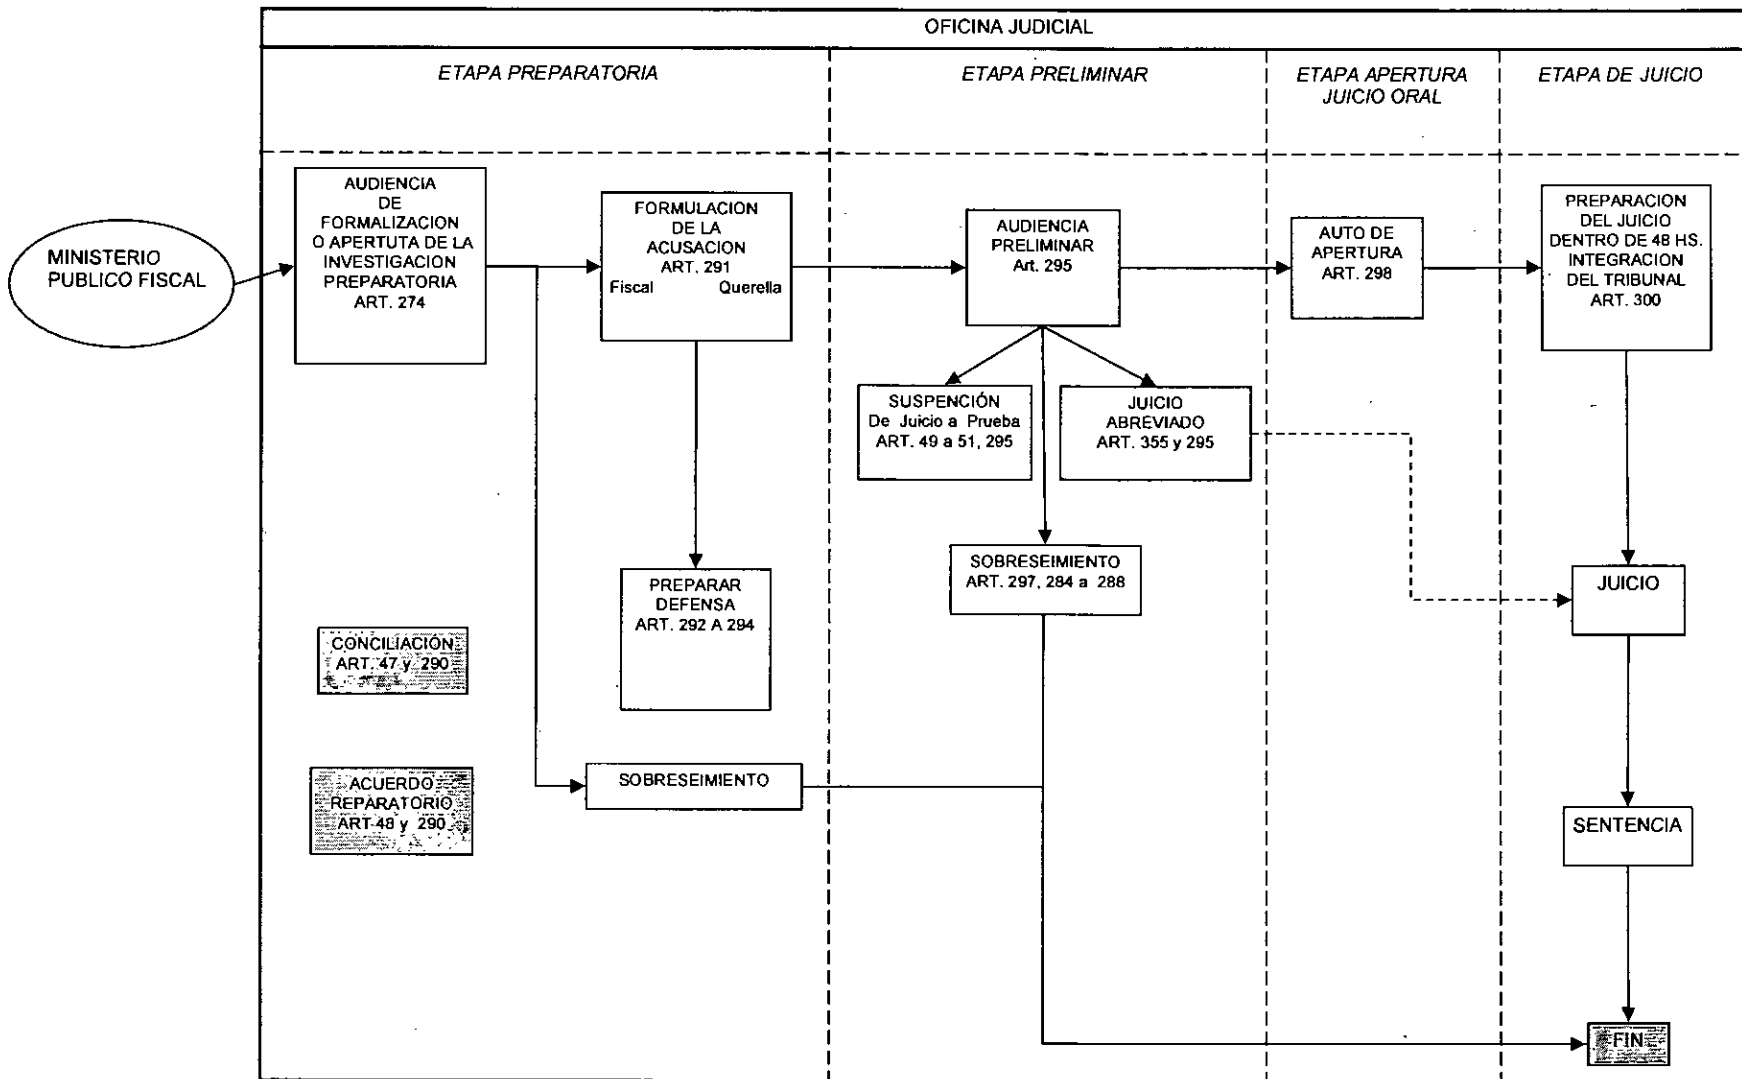 OFICINA JUDICIAL
ETAPA PREPARATORIA
ETAPA PRELIMINAR
ETAPA APERTURA
JUICIO ORAL
ETAPA DE JUICIO
MINISTERIO
PUBLICO FISCAL
AUDIENCIA
DE
FORMALIZACION
O APERTUTA DE LA
INVESTIGACION
PREPARATORIA
ART. 274
FORMULACION
DE LA
ACUSACION
ART. 291
Fiscal Querella
AUDIENCIA
PRELIMINAR
Art. 295
AUTO DE
APERTURA
ART. 298
PREPARACION
DEL JUICIO
DENTRO DE 48 HS.
INTEGRACION
DEL TRIBUNAL
ART. 300
SUSPENCIÓN
De Juicio a Prueba
ART. 49 a 51, 295
JUICIO
ABREVIADO
ART. 355 y 295
SOBRESEIMIENTO
ART. 297, 284 a 288
PREPARAR
DEFENSA
ART. 292 A 294
JUICIO
CONCILIACION
ART. 47 y 290
ACUERDO
REPARATORIO
ART 48 y 290
SOBRESEIMIENTO
SENTENCIA
FIN